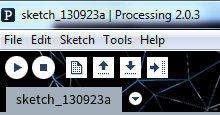 P sketch_130923a | Processing 2.0.3
File Edit Sketch Tools Help
sketch_130923a